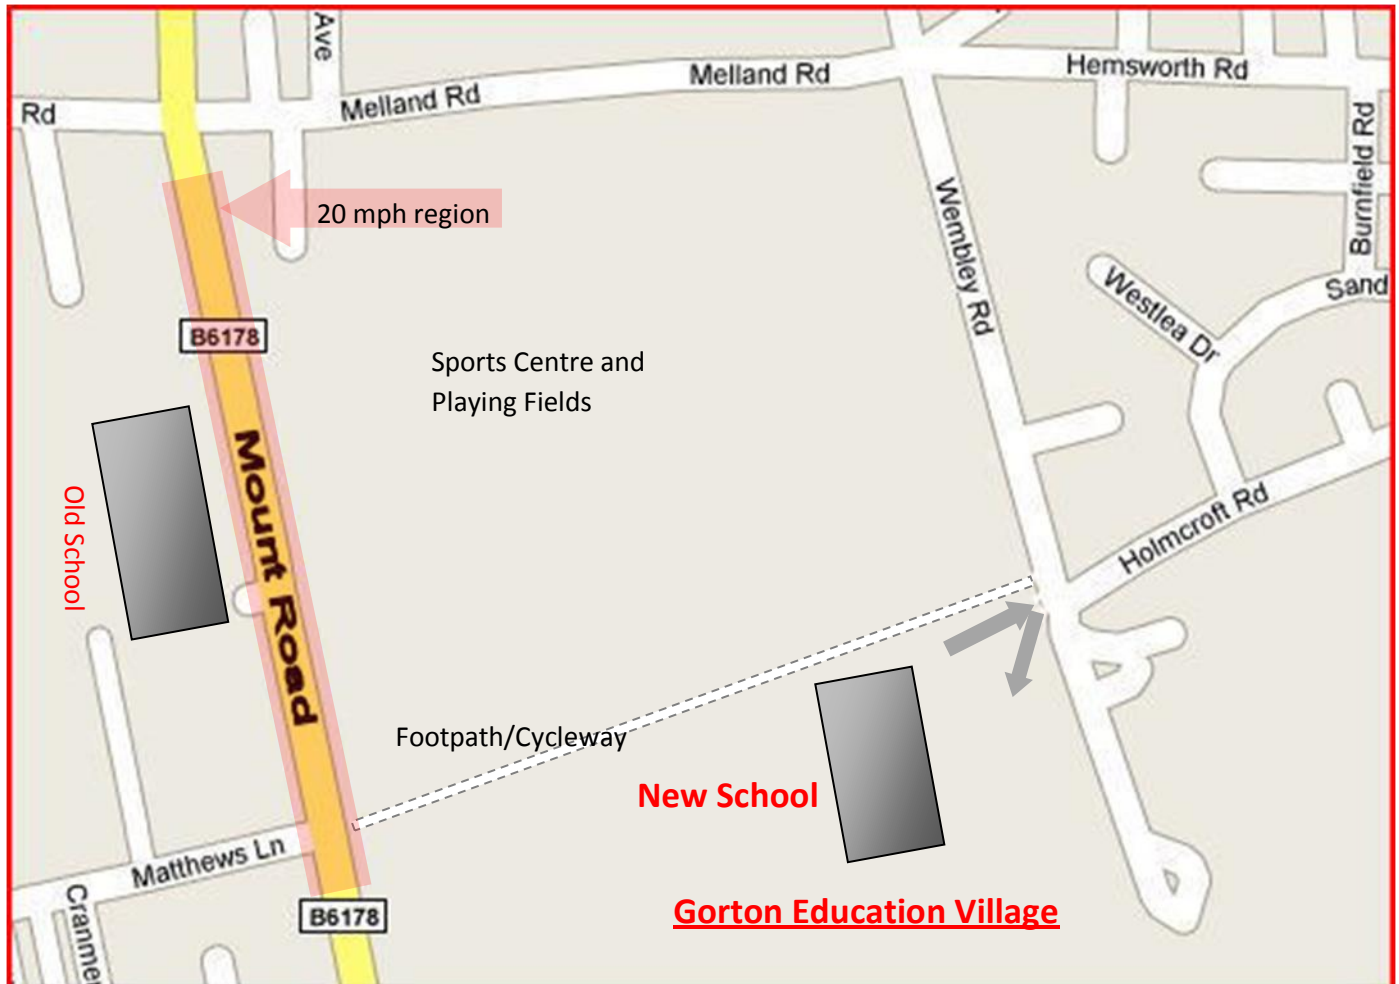 Ave
Melland Rd
Hemsworth Rd
Rd
Melland Rd
Burnfield Rd
20 mph region
Wembley Rd
Westlea Dr
Sand
B6178
Sports Centre and
Playing Fields
Mount Road
Old School
Holmcroft Rd
Footpath/Cycleway
New School
Matthews Ln
Cranmer
B6178
Gorton Education Village